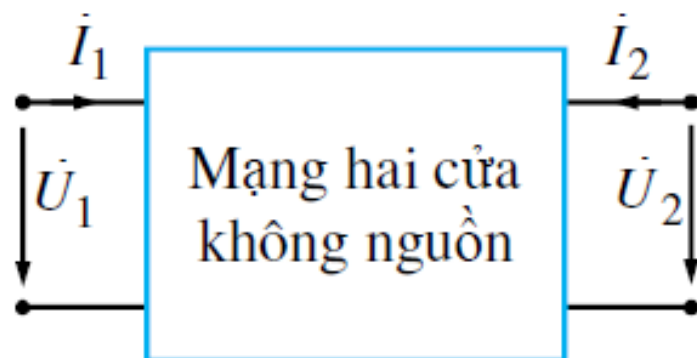 İ₁
İ₂
U̇₁
Mạng hai cửa
không nguồn
U̇₂